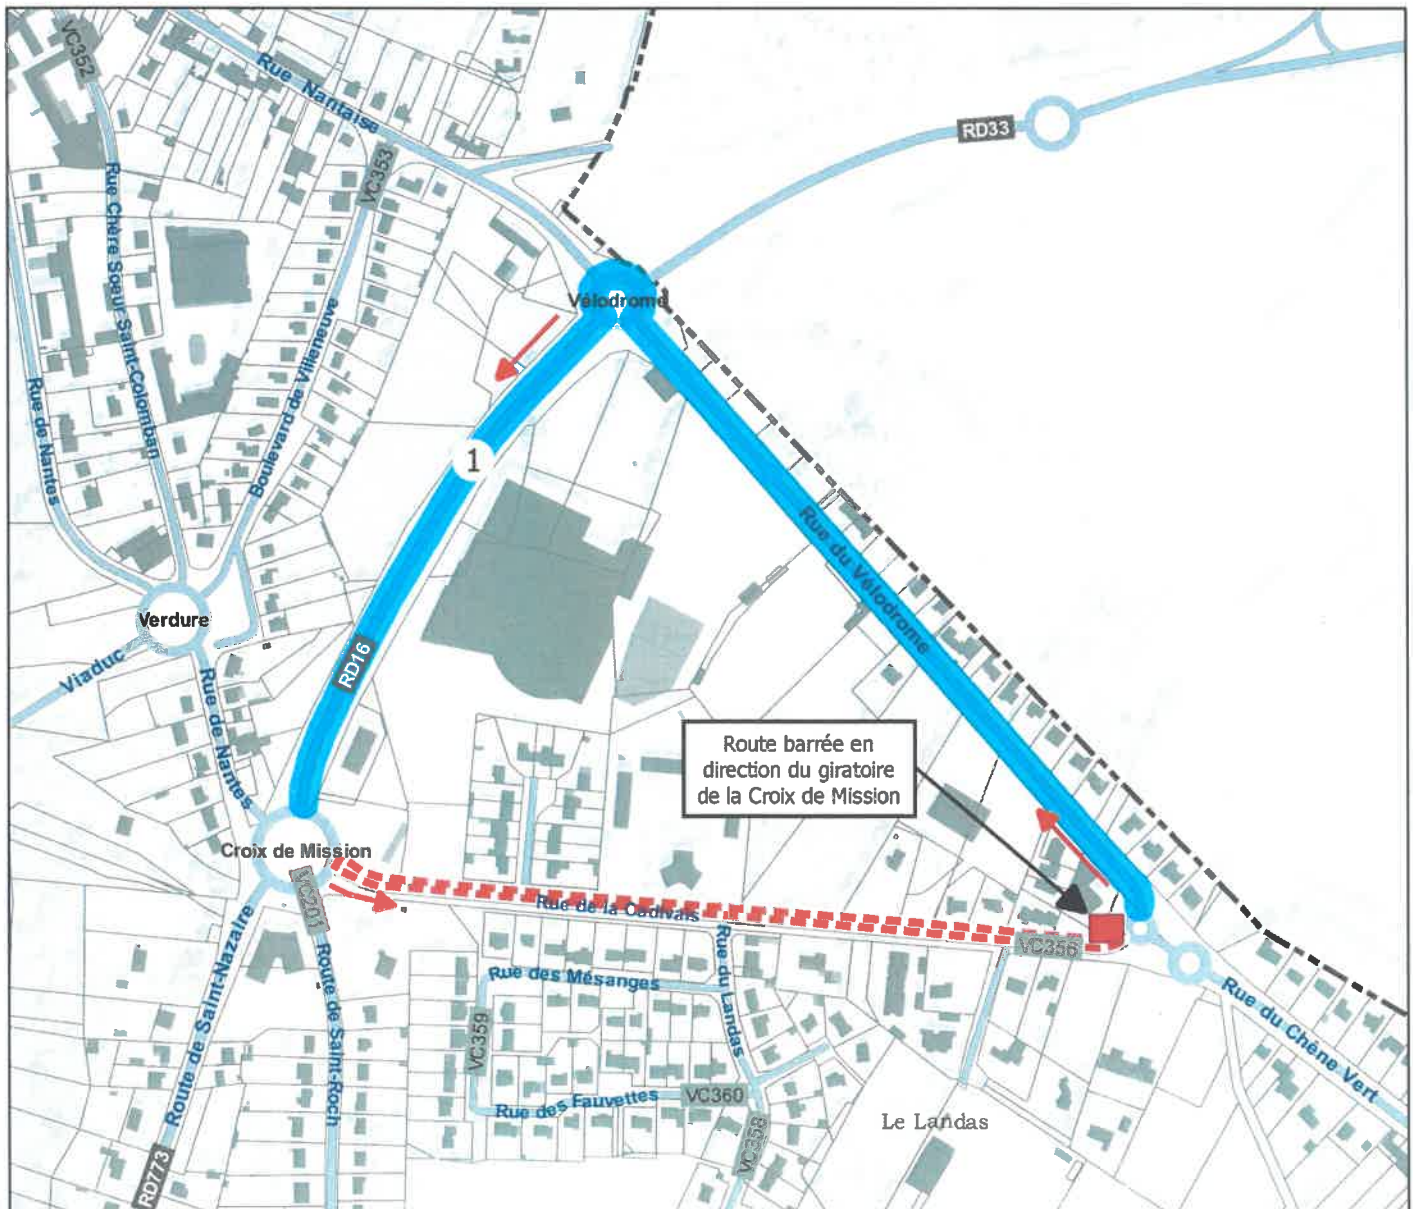 VC352
Rue Nantaise
VC353
RD33
Rue Chère Soeur Saint-Colomban
Boulevard de Villeneuve
Rue de Nantes
Vélodrome
1
Rue du Vélodrome
Verdure
Viaduc
RD16
Rue de Nantes
Route barrée en
direction du giratoire
de la Croix de Mission
Croix de Mission
VC201
Rue de la Cadivais
VC356
Route de Saint-Nazaire
Route de Saint-Roch
Rue des Mésanges
Rue du Landas
Rue du Chêne Vert
VC359
Rue des Fauvettes
VC360
VC358
Le Landas
RD773